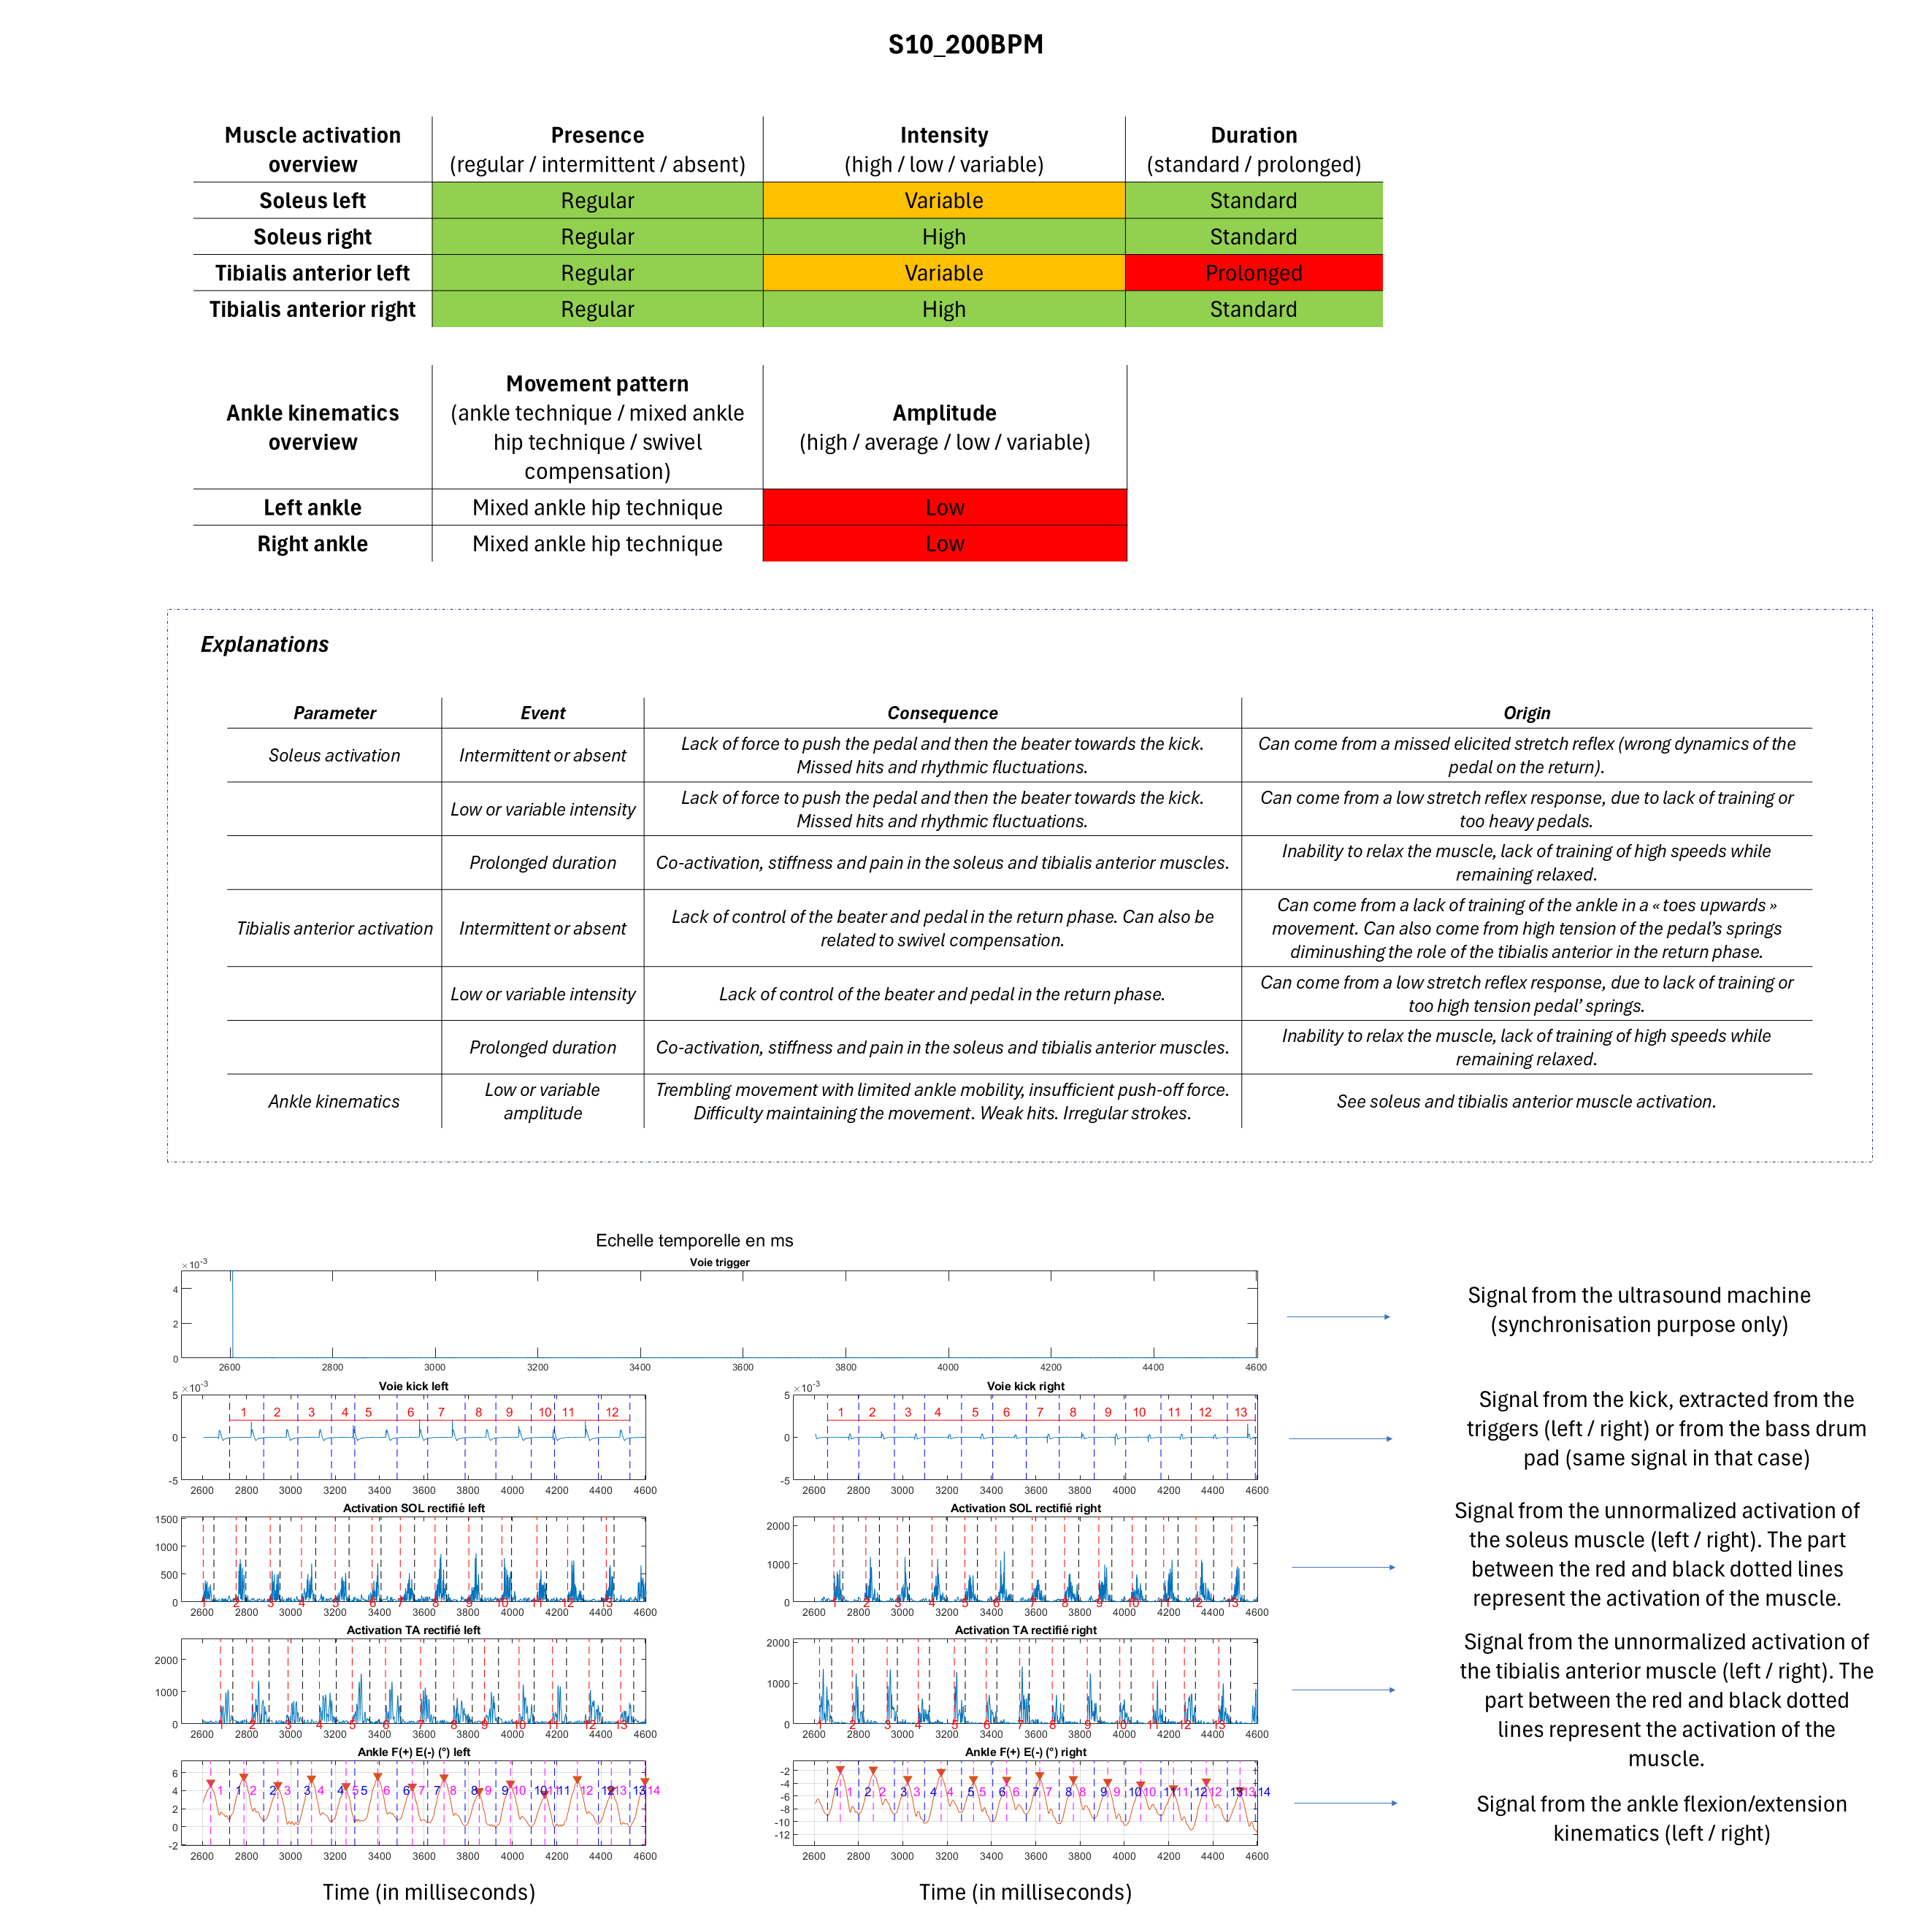 S10_200BPM
Muscle activation overview | Presence (regular / intermittent / absent) | Intensity (high / low / variable) | Duration (standard / prolonged)
Soleus left | Regular | Variable | Standard
Soleus right | Regular | High | Standard
Tibialis anterior left | Regular | Variable | Prolonged
Tibialis anterior right | Regular | High | Standard
Ankle kinematics overview | Movement pattern (ankle technique / mixed ankle hip technique / swivel compensation) | Amplitude (high / average / low / variable)
Left ankle | Mixed ankle hip technique | Low
Right ankle | Mixed ankle hip technique | Low
Explanations
Parameter | Event | Consequence | Origin
Soleus activation | Intermittent or absent | Lack of force to push the pedal and then the beater towards the kick. Missed hits and rhythmic fluctuations. | Can come from a missed elicited stretch reflex (wrong dynamics of the pedal on the return).
Low or variable intensity | Lack of force to push the pedal and then the beater towards the kick. Missed hits and rhythmic fluctuations. | Can come from a low stretch reflex response, due to lack of training or too heavy pedals.
Prolonged duration | Co-activation, stiffness and pain in the soleus and tibialis anterior muscles. | Inability to relax the muscle, lack of training of high speeds while remaining relaxed.
Tibialis anterior activation | Intermittent or absent | Lack of control of the beater and pedal in the return phase. Can also be related to swivel compensation. | Can come from a lack of training of the ankle in a « toes upwards » movement. Can also come from high tension of the pedal's springs diminushing the role of the tibialis anterior in the return phase.
Low or variable intensity | Lack of control of the beater and pedal in the return phase. | Can come from a low stretch reflex response, due to lack of training or too high tension pedal' springs.
Prolonged duration | Co-activation, stiffness and pain in the soleus and tibialis anterior muscles. | Inability to relax the muscle, lack of training of high speeds while remaining relaxed.
Ankle kinematics | Low or variable amplitude | Trembling movement with limited ankle mobility, insufficient push-off force. Difficulty maintaining the movement. Weak hits. Irregular strokes. | See soleus and tibialis anterior muscle activation.
Echelle temporelle en ms
Voie trigger
×10-3
4
2
0
2600 2800 3000 3200 3400 3600 3800 4000 4200 4400 4600
Signal from the ultrasound machine
(synchronisation purpose only)
Voie kick left
×10-3
5
0
-5
1 2 3 4 5 6 7 8 9 10 11 12
2600 2800 3000 3200 3400 3600 3800 4000 4200 4400 4600
Voie kick right
×10-3
5
0
-5
1 2 3 4 5 6 7 8 9 10 11 12 13
2600 2800 3000 3200 3400 3600 3800 4000 4200 4400 4600
Signal from the kick, extracted from the
triggers (left / right) or from the bass drum
pad (same signal in that case)
Activation SOL rectifié left
1500
1000
500
0
2600 2800 3000 3200 3400 3600 3800 4000 4200 4400 4600
Activation SOL rectifié right
2000
1000
0
2600 2800 3000 3200 3400 3600 3800 4000 4200 4400 4600
Signal from the unnormalized activation of
the soleus muscle (left / right). The part
between the red and black dotted lines
represent the activation of the muscle.
Activation TA rectifié left
2000
1000
0
2600 2800 3000 3200 3400 3600 3800 4000 4200 4400 4600
Activation TA rectifié right
2000
1000
0
2600 2800 3000 3200 3400 3600 3800 4000 4200 4400 4600
Signal from the unnormalized activation of
the tibialis anterior muscle (left / right). The
part between the red and black dotted
lines represent the activation of the
muscle.
Ankle F(+) E(-) (°) left
6
4
2
0
-2
2600 2800 3000 3200 3400 3600 3800 4000 4200 4400 4600
Ankle F(+) E(-) (°) right
-2
-4
-6
-8
-10
-12
2600 2800 3000 3200 3400 3600 3800 4000 4200 4400 4600
Signal from the ankle flexion/extension
kinematics (left / right)
Time (in milliseconds)
Time (in milliseconds)